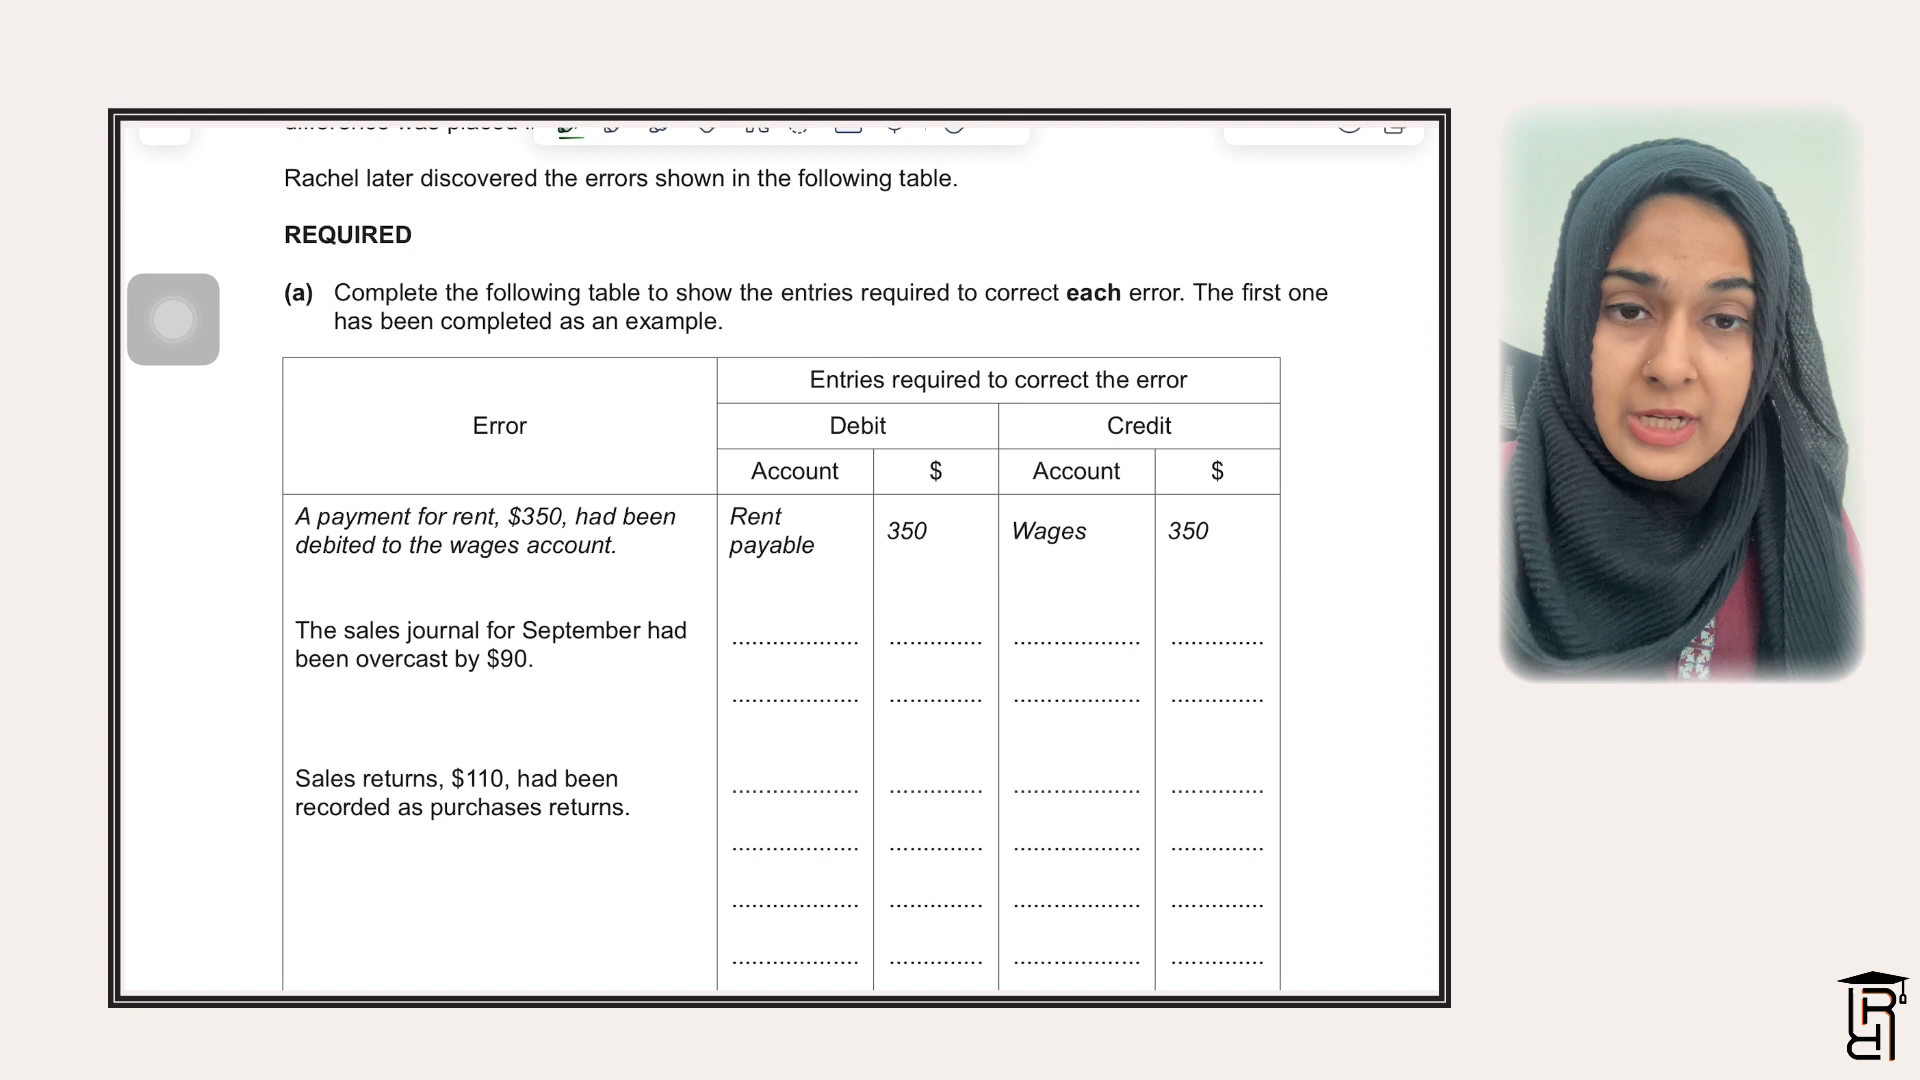 difference was placed
Rachel later discovered the errors shown in the following table.
REQUIRED
(a) Complete the following table to show the entries required to correct each error. The first one
has been completed as an example.
Entries required to correct the error
Error
Debit Credit
Account $ Account $
A payment for rent, $350, had been
debited to the wages account.
Rent
payable
350
Wages
350
The sales journal for September had
been overcast by $90.
Sales returns, $110, had been
recorded as purchases returns.